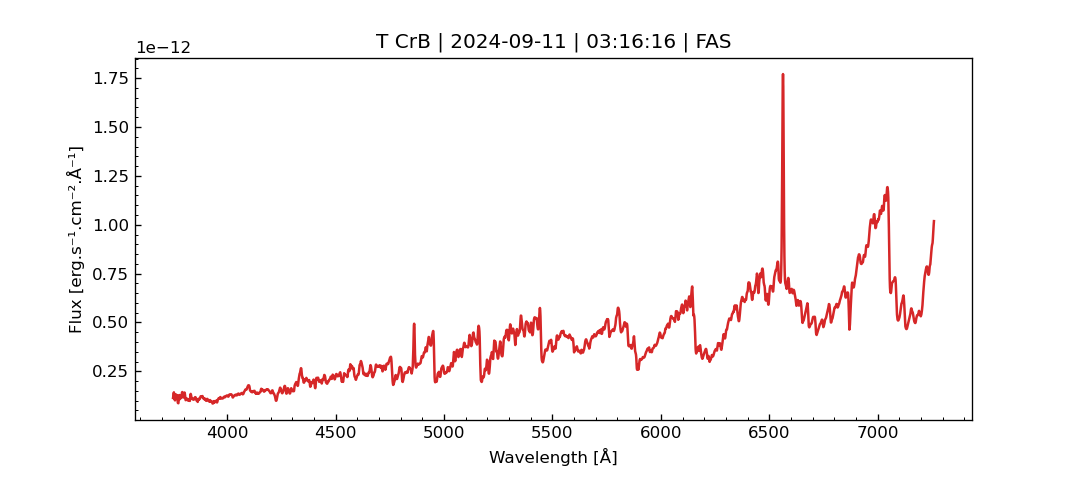 T CrB | 2024-09-11 | 03:16:16 | FAS
1e−12
1.75
1.50
1.25
1.00
0.75
0.50
0.25
Flux [erg.s⁻¹.cm⁻².Å⁻¹]
4000 4500 5000 5500 6000 6500 7000
Wavelength [Å]